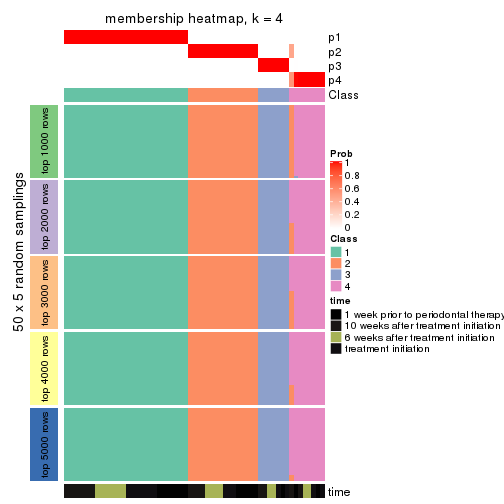 membership heatmap, k = 4
p1
p2
p3
p4
Class
50 x 5 random samplings
top 1000 rows
top 2000 rows
top 3000 rows
top 4000 rows
top 5000 rows
time
Prob
1
0.8
0.6
0.4
0.2
0
Class
1
2
3
4
time
1 week prior to periodontal therapy
10 weeks after treatment initiation
6 weeks after treatment initiation
treatment initiation